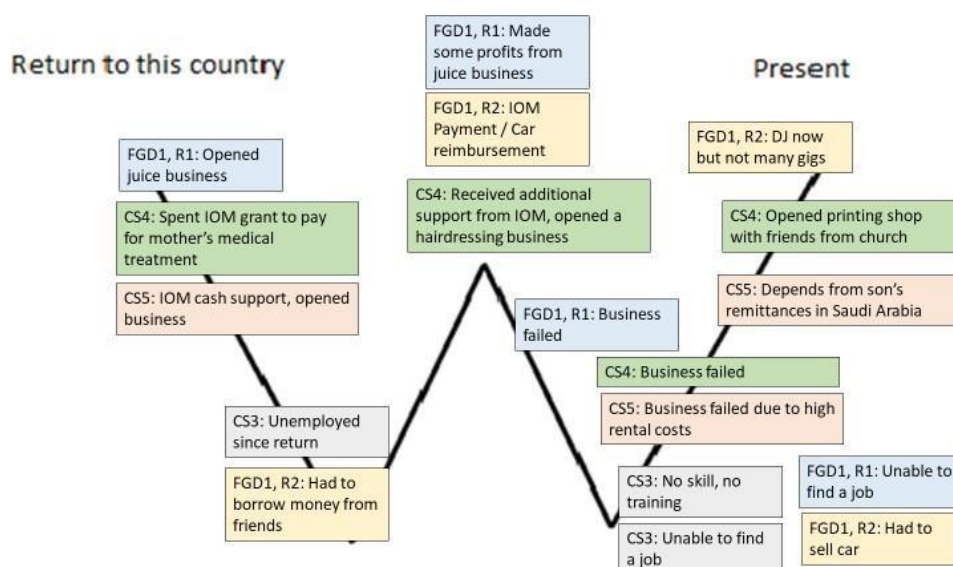 Return to this country
FGD1, R1: Opened
juice business
CS4: Spent IOM grant to pay
for mother's medical
treatment
CS5: IOM cash support, opened
business
CS3: Unemployed
since return
FGD1, R2: Had to
borrow money from
friends
FGD1, R1: Made
some profits from
juice business
FGD1, R2: IOM
Payment / Car
reimbursement
CS4: Received additional
support from IOM, opened a
hairdressing business
FGD1, R1: Business
failed
CS4: Business failed
CS5: Business failed due to high
rental costs
CS3: No skill, no
training
CS3: Unable to find
a job
Present
FGD1, R2: DJ now
but not many gigs
CS4: Opened printing shop
with friends from church
CS5: Depends from son's
remittances in Saudi Arabia
FGD1, R1: Unable to
find a job
FGD1, R2: Had to
sell car